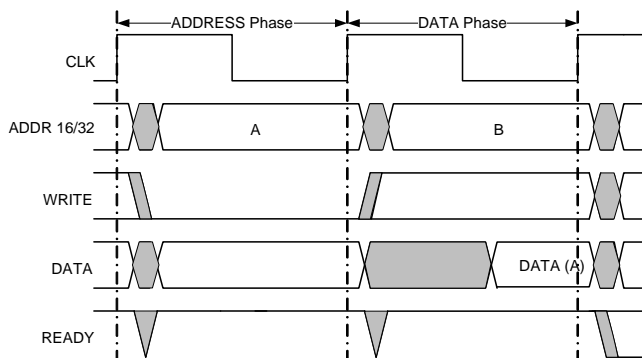 ADDRESS Phase DATA Phase
CLK
ADDR 16/32 A B
WRITE
DATA DATA (A)
READY